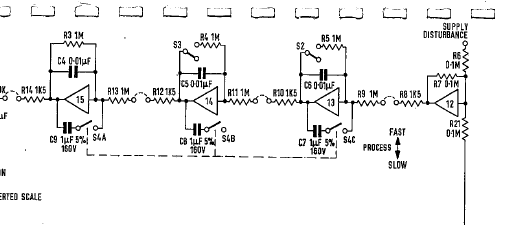 SUPPLY
DISTURBANCE
R3 1M
C4 0·01µF
S3
R4 1M
C5 0·01µF
S2
R5 1M
C6 0·01µF
R6
0·1M
R7 0·1M
R14 1K5
15
R13 1M
R12 1K5
14
R11 1M
R10 1K5
13
R9 1M
R8 1K5
12
R21
0·1M
µF
C9 1µF 5%
160V
S4A
C8 1µF 5%
160V
S4B
C7 1µF 5%
160V
S4C
FAST
PROCESS
SLOW
ON
ERTED SCALE